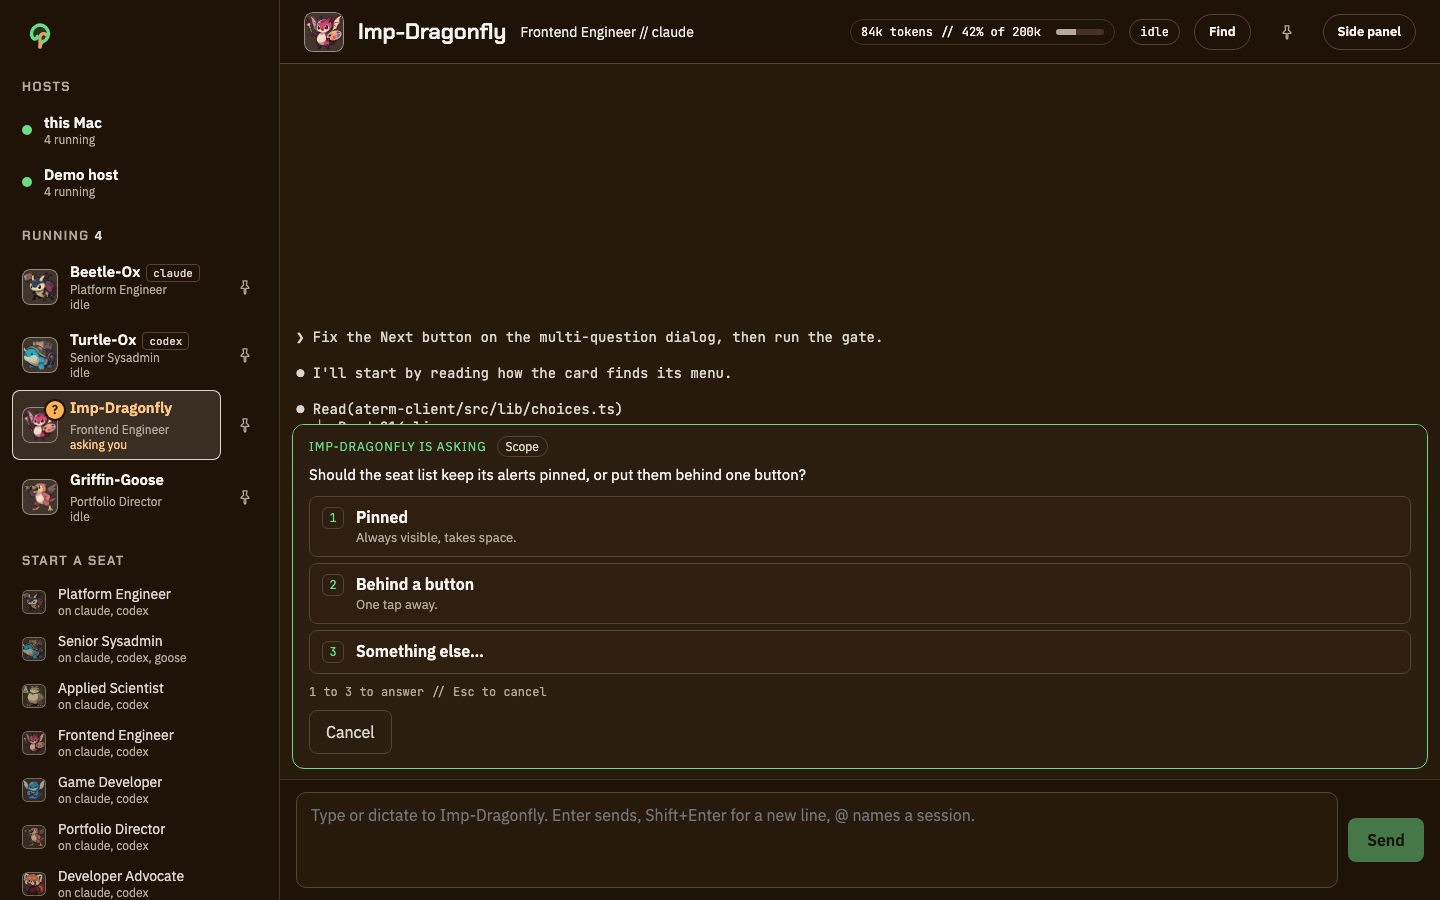 HOSTS
this Mac
4 running
Demo host
4 running
RUNNING 4
Beetle-Ox claude
Platform Engineer
idle
Turtle-Ox codex
Senior Sysadmin
idle
?
Imp-Dragonfly
Frontend Engineer
asking you
Griffin-Goose
Portfolio Director
idle
START A SEAT
Platform Engineer
on claude, codex
Senior Sysadmin
on claude, codex, goose
Applied Scientist
on claude, codex
Frontend Engineer
on claude, codex
Game Developer
on claude, codex
Portfolio Director
on claude, codex
Developer Advocate
on claude, codex
Imp-Dragonfly Frontend Engineer // claude 84k tokens // 42% of 200k idle Find Side panel
❯ Fix the Next button on the multi-question dialog, then run the gate.
● I'll start by reading how the card finds its menu.
● Read(aterm-client/src/lib/choices.ts)
IMP-DRAGONFLY IS ASKING Scope
Should the seat list keep its alerts pinned, or put them behind one button?
1 Pinned
Always visible, takes space.
2 Behind a button
One tap away.
3 Something else...
1 to 3 to answer // Esc to cancel
Cancel
Type or dictate to Imp-Dragonfly. Enter sends, Shift+Enter for a new line, @ names a session.
Send